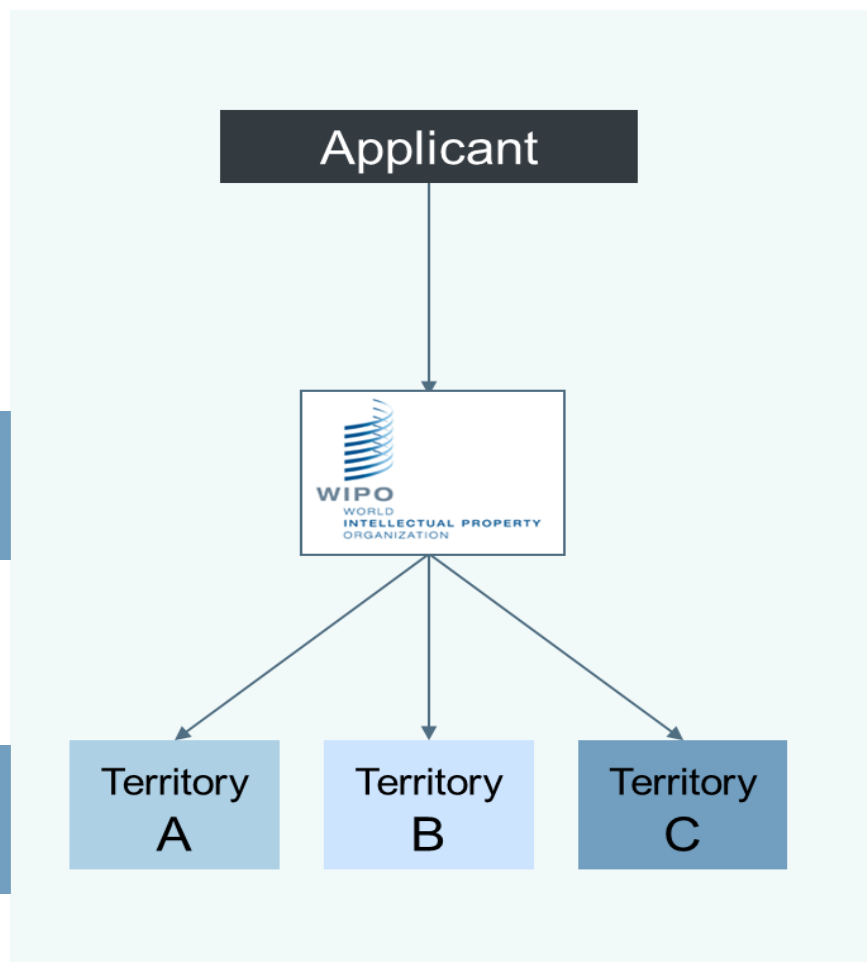 Applicant
WIPO
WORLD
INTELLECTUAL PROPERTY
ORGANIZATION
Territory
A
Territory
B
Territory
C